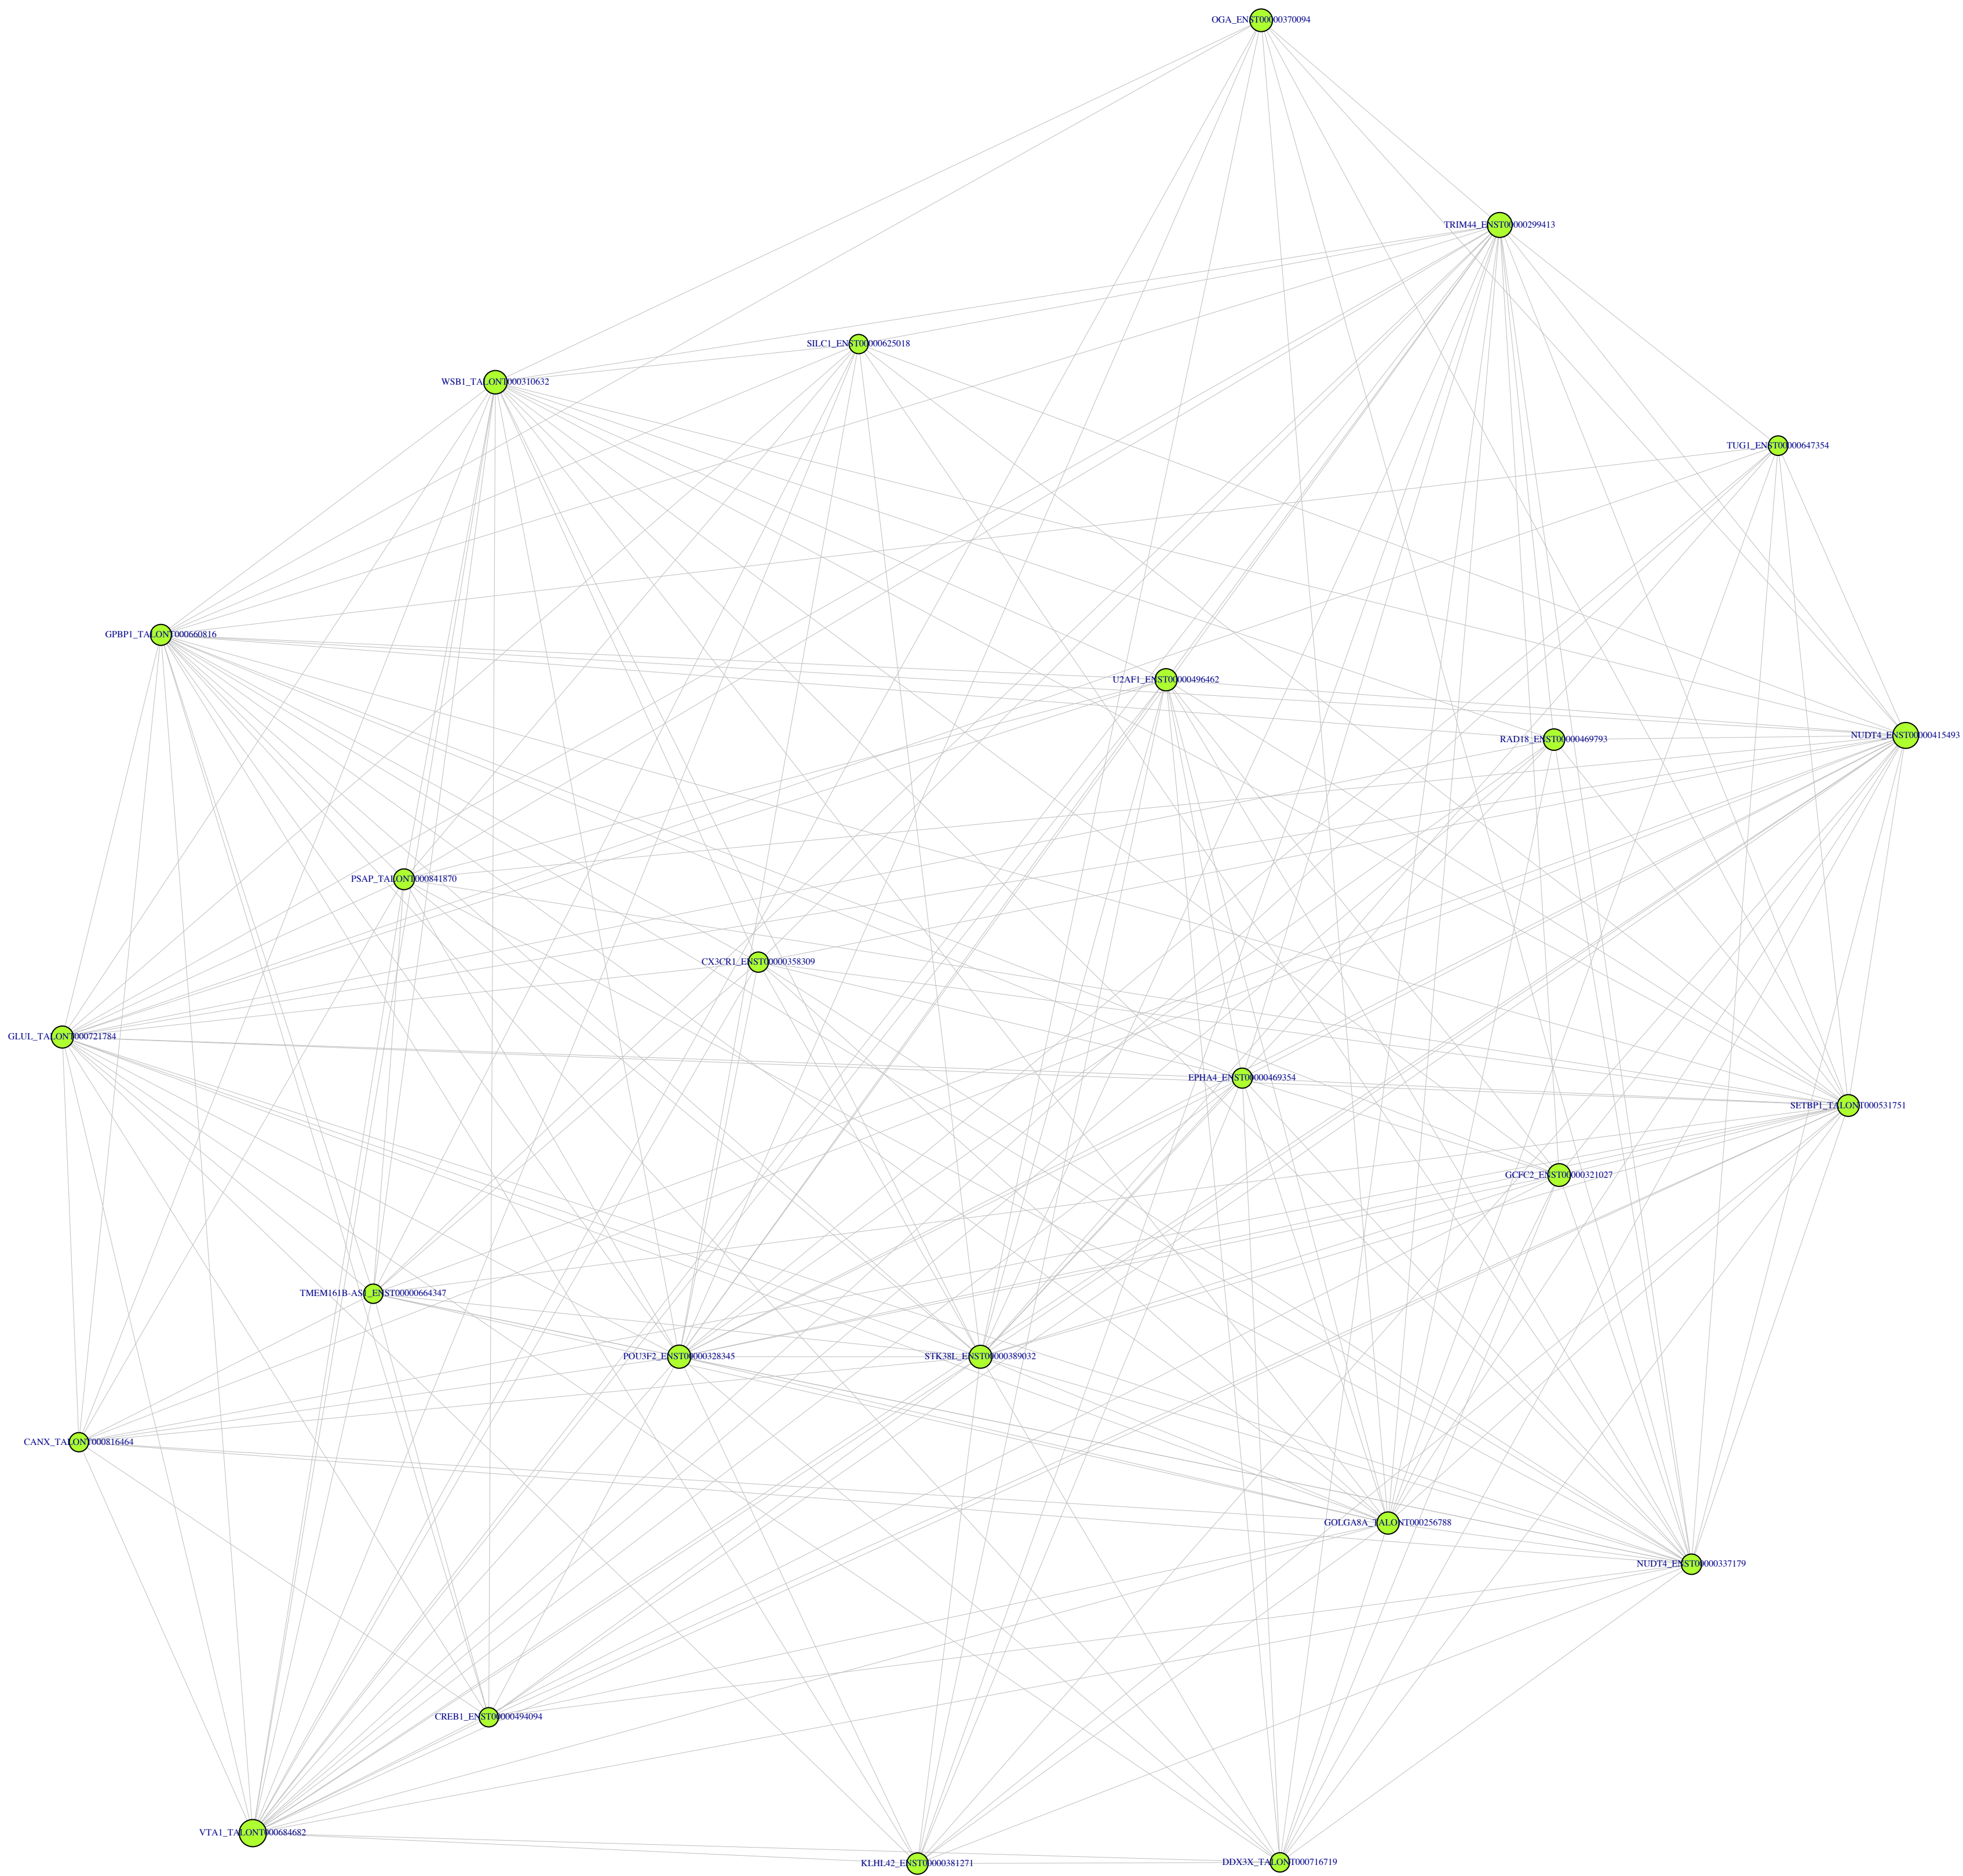 OGA_ENST00000370094
TRIM44_ENST00000299413
SILC1_ENST00000625018
WSB1_TALONT000310632
TUG1_ENST00000647354
GPBP1_TALONT000660816
U2AF1_ENST00000496462
NUDT4_ENST00000415493
RAD18_ENST00000469793
PSAP_TALONT000841870
CX3CR1_ENST00000358309
GLUL_TALONT000721784
EPHA4_ENST00000469354
SETBP1_TALONT000531751
GCFC2_ENST00000321027
TMEM161B-AS1_ENST00000664347
POU3F2_ENST00000328345
STK38L_ENST00000389032
CANX_TALONT000816464
GOLGA8A_TALONT000256788
NUDT4_ENST00000337179
CREB1_ENST00000494094
VTA1_TALONT000684682
KLHL42_ENST00000381271
DDX3X_TALONT000716719